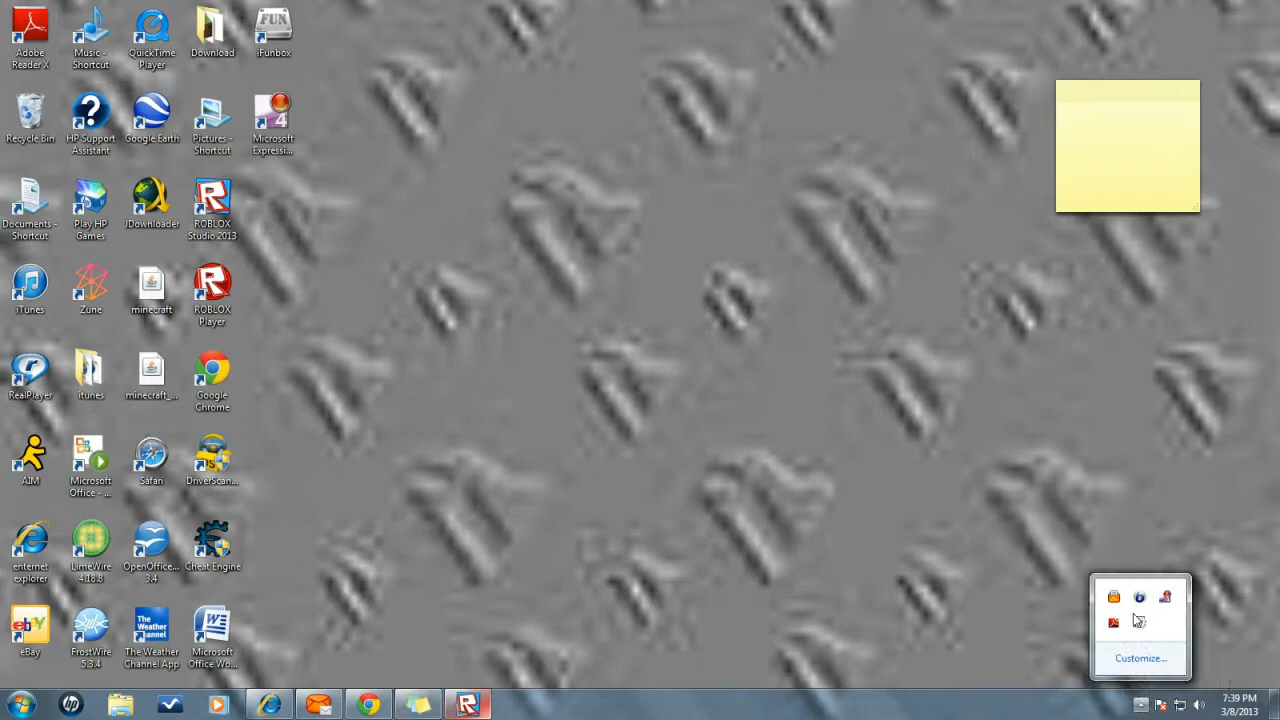 Adobe
Reader X
Music -
Shortcut
QuickTime
Player
Download
FUN
iFunbox
Recycle Bin
HP Support
Assistant
Google Earth
Pictures -
Shortcut
4
Microsoft
Expressi...
Documents -
Shortcut
Play HP
Games
JDownloader
ROBLOX
Studio 2013
iTunes
Zune
minecraft
ROBLOX
Player
RealPlayer
itunes
minecraft_...
Google
Chrome
AIM
Microsoft
Office - ...
Safari
DriverScan...
enternet
explorer
LimeWire
4.18.8
OpenOffice...
3.4
Cheat Engine
ebY
eBay
FrostWire
5.3.4
The
Weather
Channel
The Weather
Channel App
W
Microsoft
Office Wo...
Customize...
hp
7:39 PM
3/8/2013